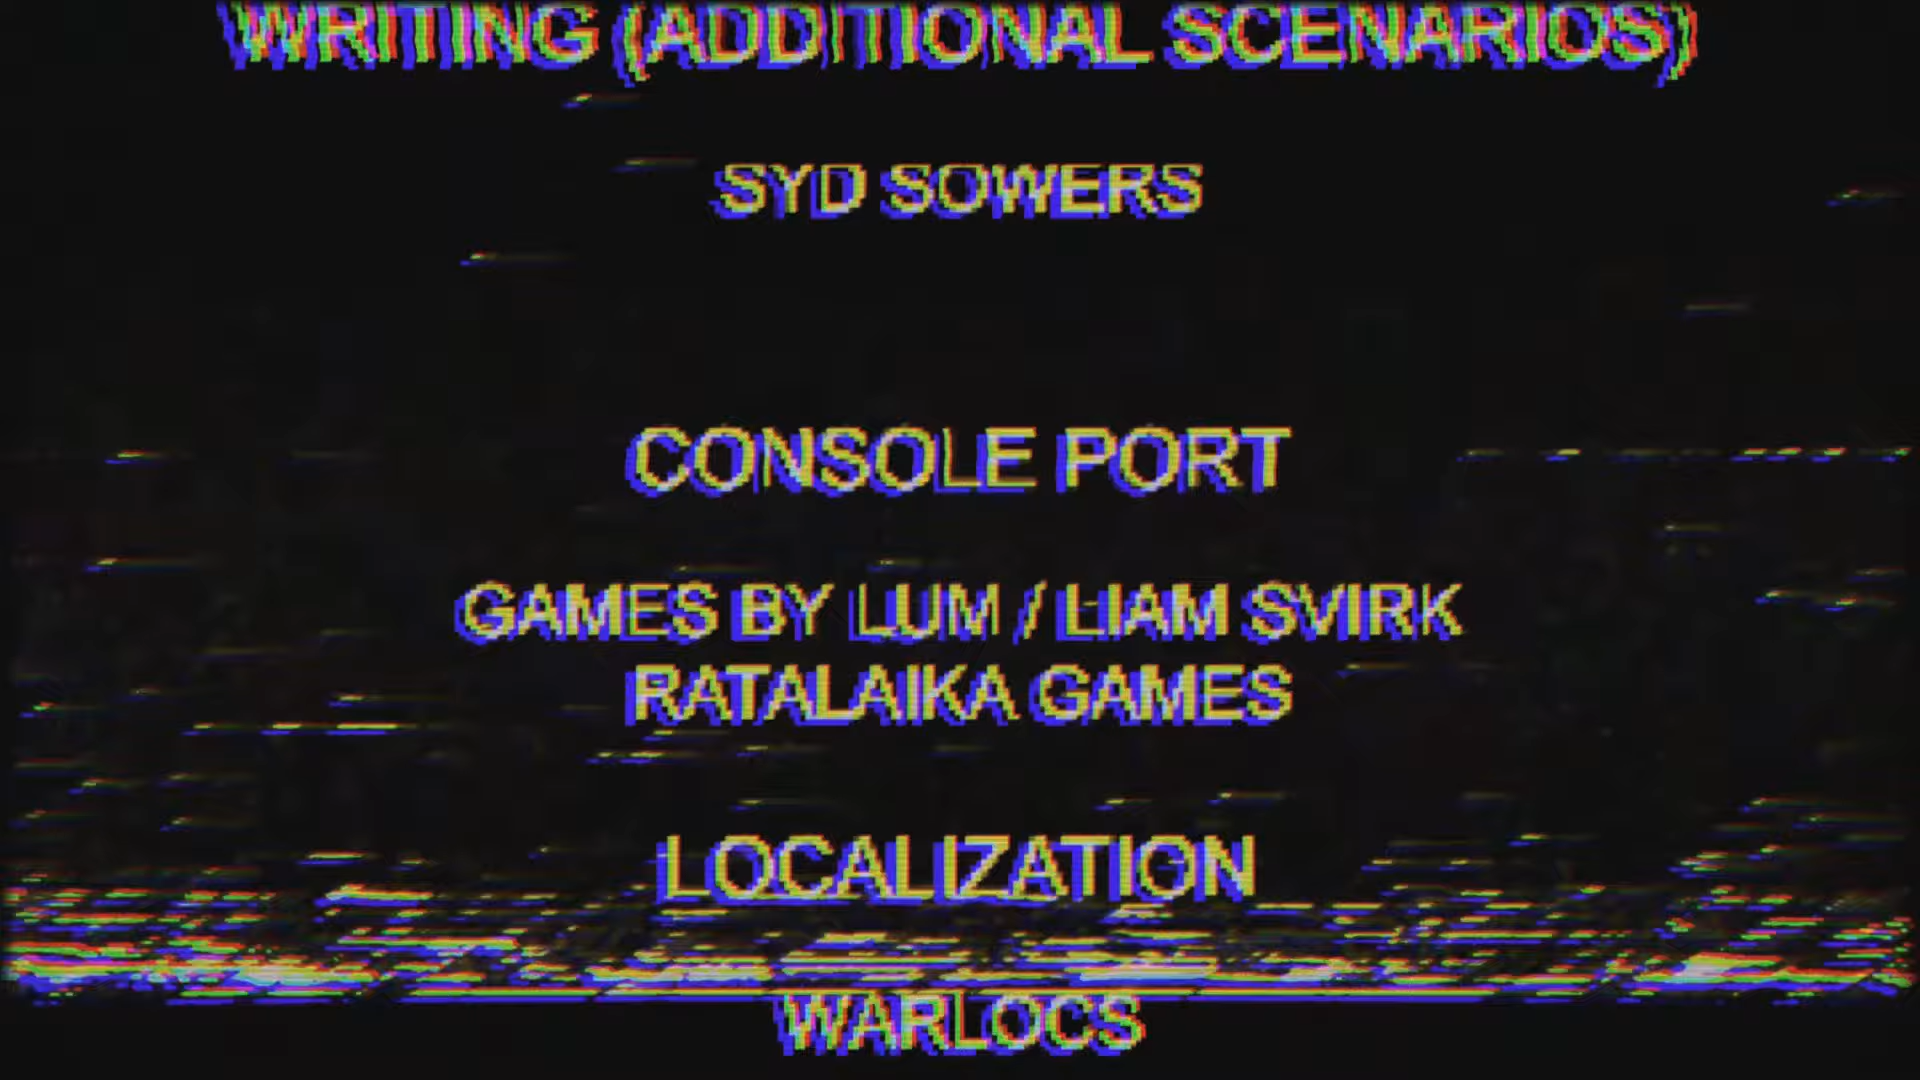 WRITING (ADDITIONAL SCENARIOS)
SYD SOWERS
CONSOLE PORT
GAMES BY LUM / LIAM SVIRK
RATALAIKA GAMES
LOCALIZATION
WARLOCS